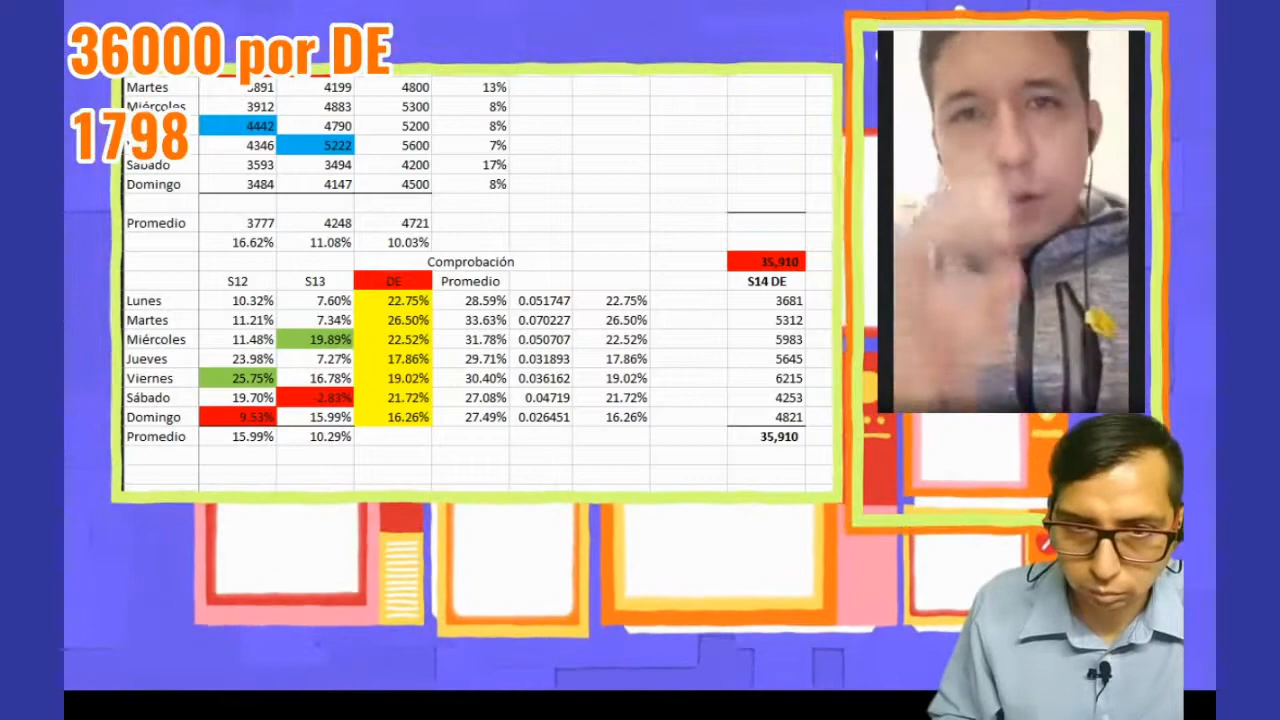 36000 por DE
1798
Martes 3891 4199 4800 13%
Miércoles 3912 4883 5300 8%
4442 4790 5200 8%
4346 5222 5600 7%
Sábado 3593 3494 4200 17%
Domingo 3484 4147 4500 8%
Promedio 3777 4248 4721
16.62% 11.08% 10.03%
Comprobación 35,910
S12 S13 DE Promedio S14 DE
Lunes 10.32% 7.60% 22.75% 28.59% 0.051747 22.75% 3681
Martes 11.21% 7.34% 26.50% 33.63% 0.070227 26.50% 5312
Miércoles 11.48% 19.89% 22.52% 31.78% 0.050707 22.52% 5983
Jueves 23.98% 7.27% 17.86% 29.71% 0.031893 17.86% 5645
Viernes 25.75% 16.78% 19.02% 30.40% 0.036162 19.02% 6215
Sábado 19.70% -2.83% 21.72% 27.08% 0.04719 21.72% 4253
Domingo 9.53% 15.99% 16.26% 27.49% 0.026451 16.26% 4821
Promedio 15.99% 10.29% 35,910